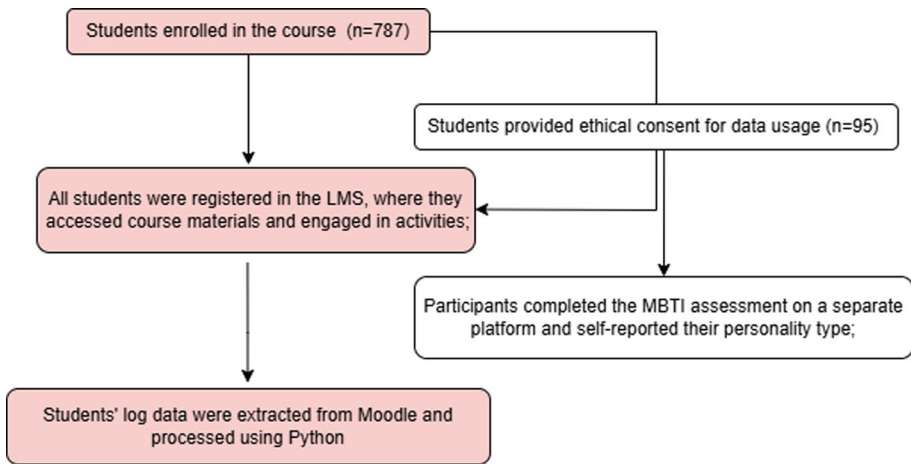 Students enrolled in the course (n=787)
Students provided ethical consent for data usage (n=95)
All students were registered in the LMS, where they
accessed course materials and engaged in activities;
Participants completed the MBTI assessment on a separate
platform and self-reported their personality type;
Students' log data were extracted from Moodle and
processed using Python